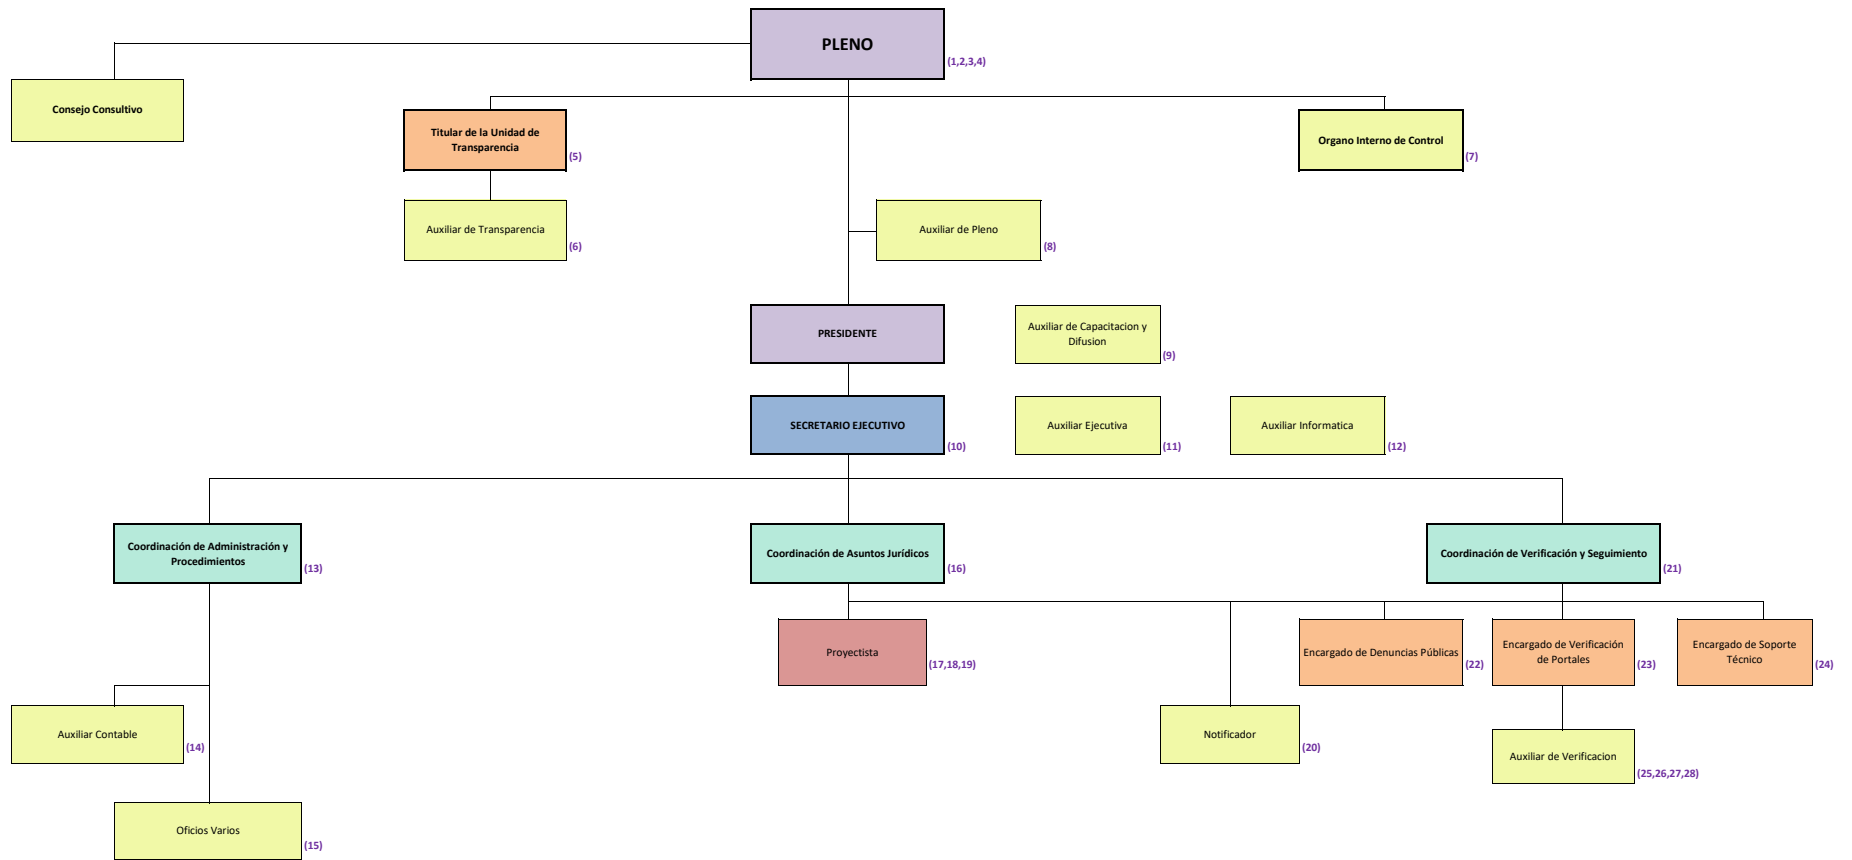 PLENO
(1,2,3,4)
Consejo Consultivo
Titular de la Unidad de
Transparencia
(5)
Organo Interno de Control
(7)
Auxiliar de Transparencia
(6)
Auxiliar de Pleno
(8)
PRESIDENTE
Auxiliar de Capacitacion y
Difusion
(9)
SECRETARIO EJECUTIVO
(10)
Auxiliar Ejecutiva
(11)
Auxiliar Informatica
(12)
Coordinación de Administración y
Procedimientos
(13)
Coordinación de Asuntos Jurídicos
(16)
Coordinación de Verificación y Seguimiento
(21)
Proyectista
(17,18,19)
Encargado de Denuncias Públicas
(22)
Encargado de Verificación
de Portales
(23)
Encargado de Soporte
Técnico
(24)
Auxiliar Contable
(14)
Notificador
(20)
Auxiliar de Verificacion
(25,26,27,28)
Oficios Varios
(15)